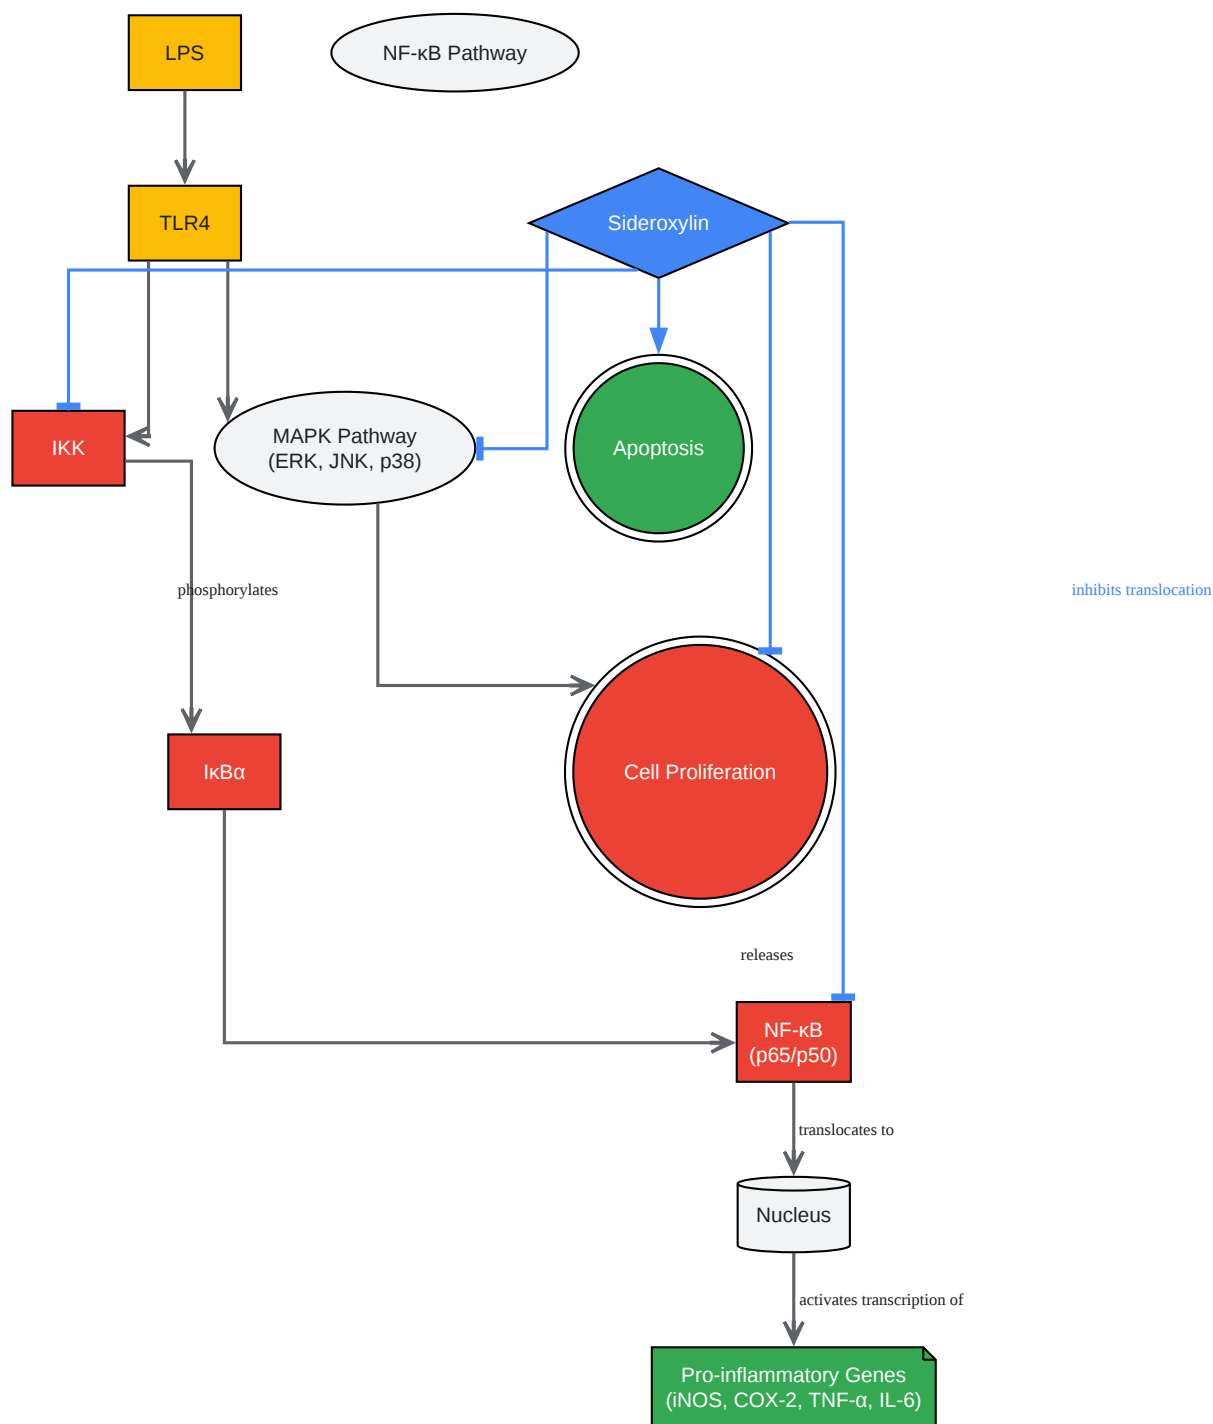 LPS
NF-κB Pathway
TLR4
Sideroxylin
IKK
MAPK Pathway
(ERK, JNK, p38)
Apoptosis
phosphorylates
inhibits translocation
IκBα
Cell Proliferation
releases
NF-κB
(p65/p50)
translocates to
Nucleus
activates transcription of
Pro-inflammatory Genes
(iNOS, COX-2, TNF-α, IL-6)